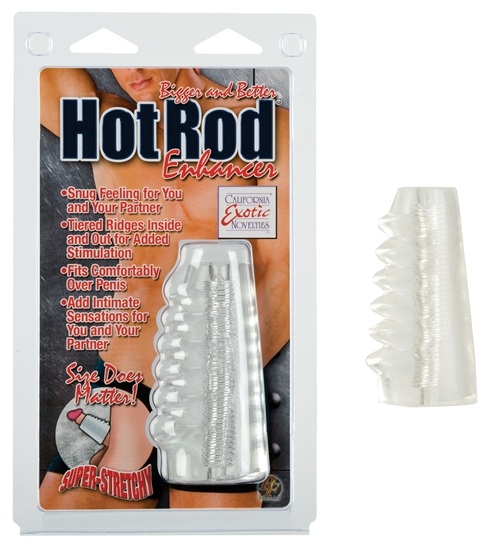 Bigger and Better
Hot Rod®
Enhancer
•Snug Feeling for You
and Your Partner
•Tiered Ridges Inside
and Out for Added
Stimulation
•Fits Comfortably
Over Penis
•Add Intimate
Sensations for
You and Your
Partner
CALIFORNIA
Exotic
NOVELTIES
Size Does
Matter!
SUPER-STRETCHY